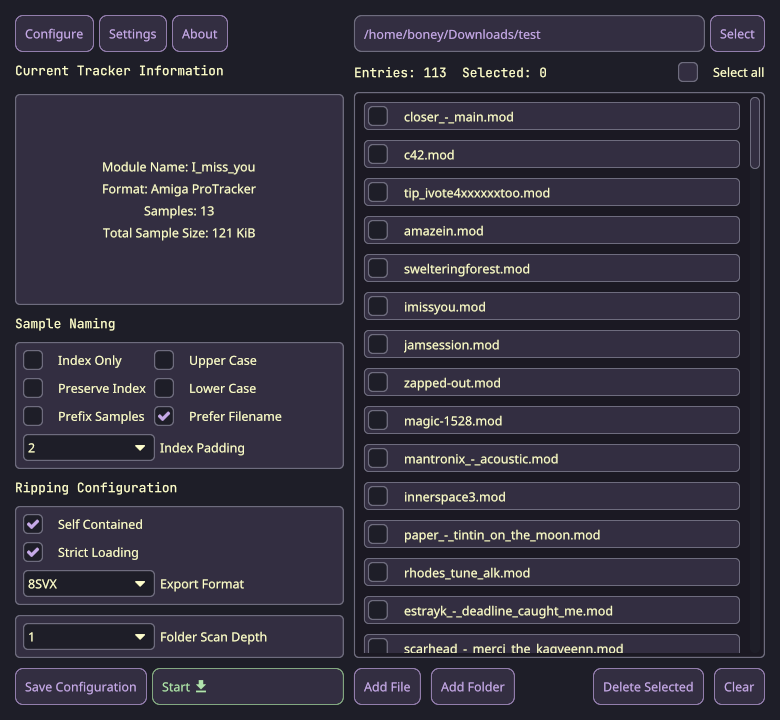 Configure Settings About
/home/boney/Downloads/test Select
Current Tracker Information
Entries: 113 Selected: 0 Select all
Module Name: I_miss_you
Format: Amiga ProTracker
Samples: 13
Total Sample Size: 121 KiB
Sample Naming
Index Only Upper Case
Preserve Index Lower Case
Prefix Samples Prefer Filename
2 Index Padding
Ripping Configuration
Self Contained
Strict Loading
8SVX Export Format
1 Folder Scan Depth
Save Configuration Start
closer_-_main.mod
c42.mod
tip_ivote4xxxxxxtoo.mod
amazein.mod
swelteringforest.mod
imissyou.mod
jamsession.mod
zapped-out.mod
magic-1528.mod
mantronix_-_acoustic.mod
innerspace3.mod
paper_-_tintin_on_the_moon.mod
rhodes_tune_alk.mod
estrayk_-_deadline_caught_me.mod
scarhead_-_merci_the_kaqveenn.mod
Add File Add Folder Delete Selected Clear